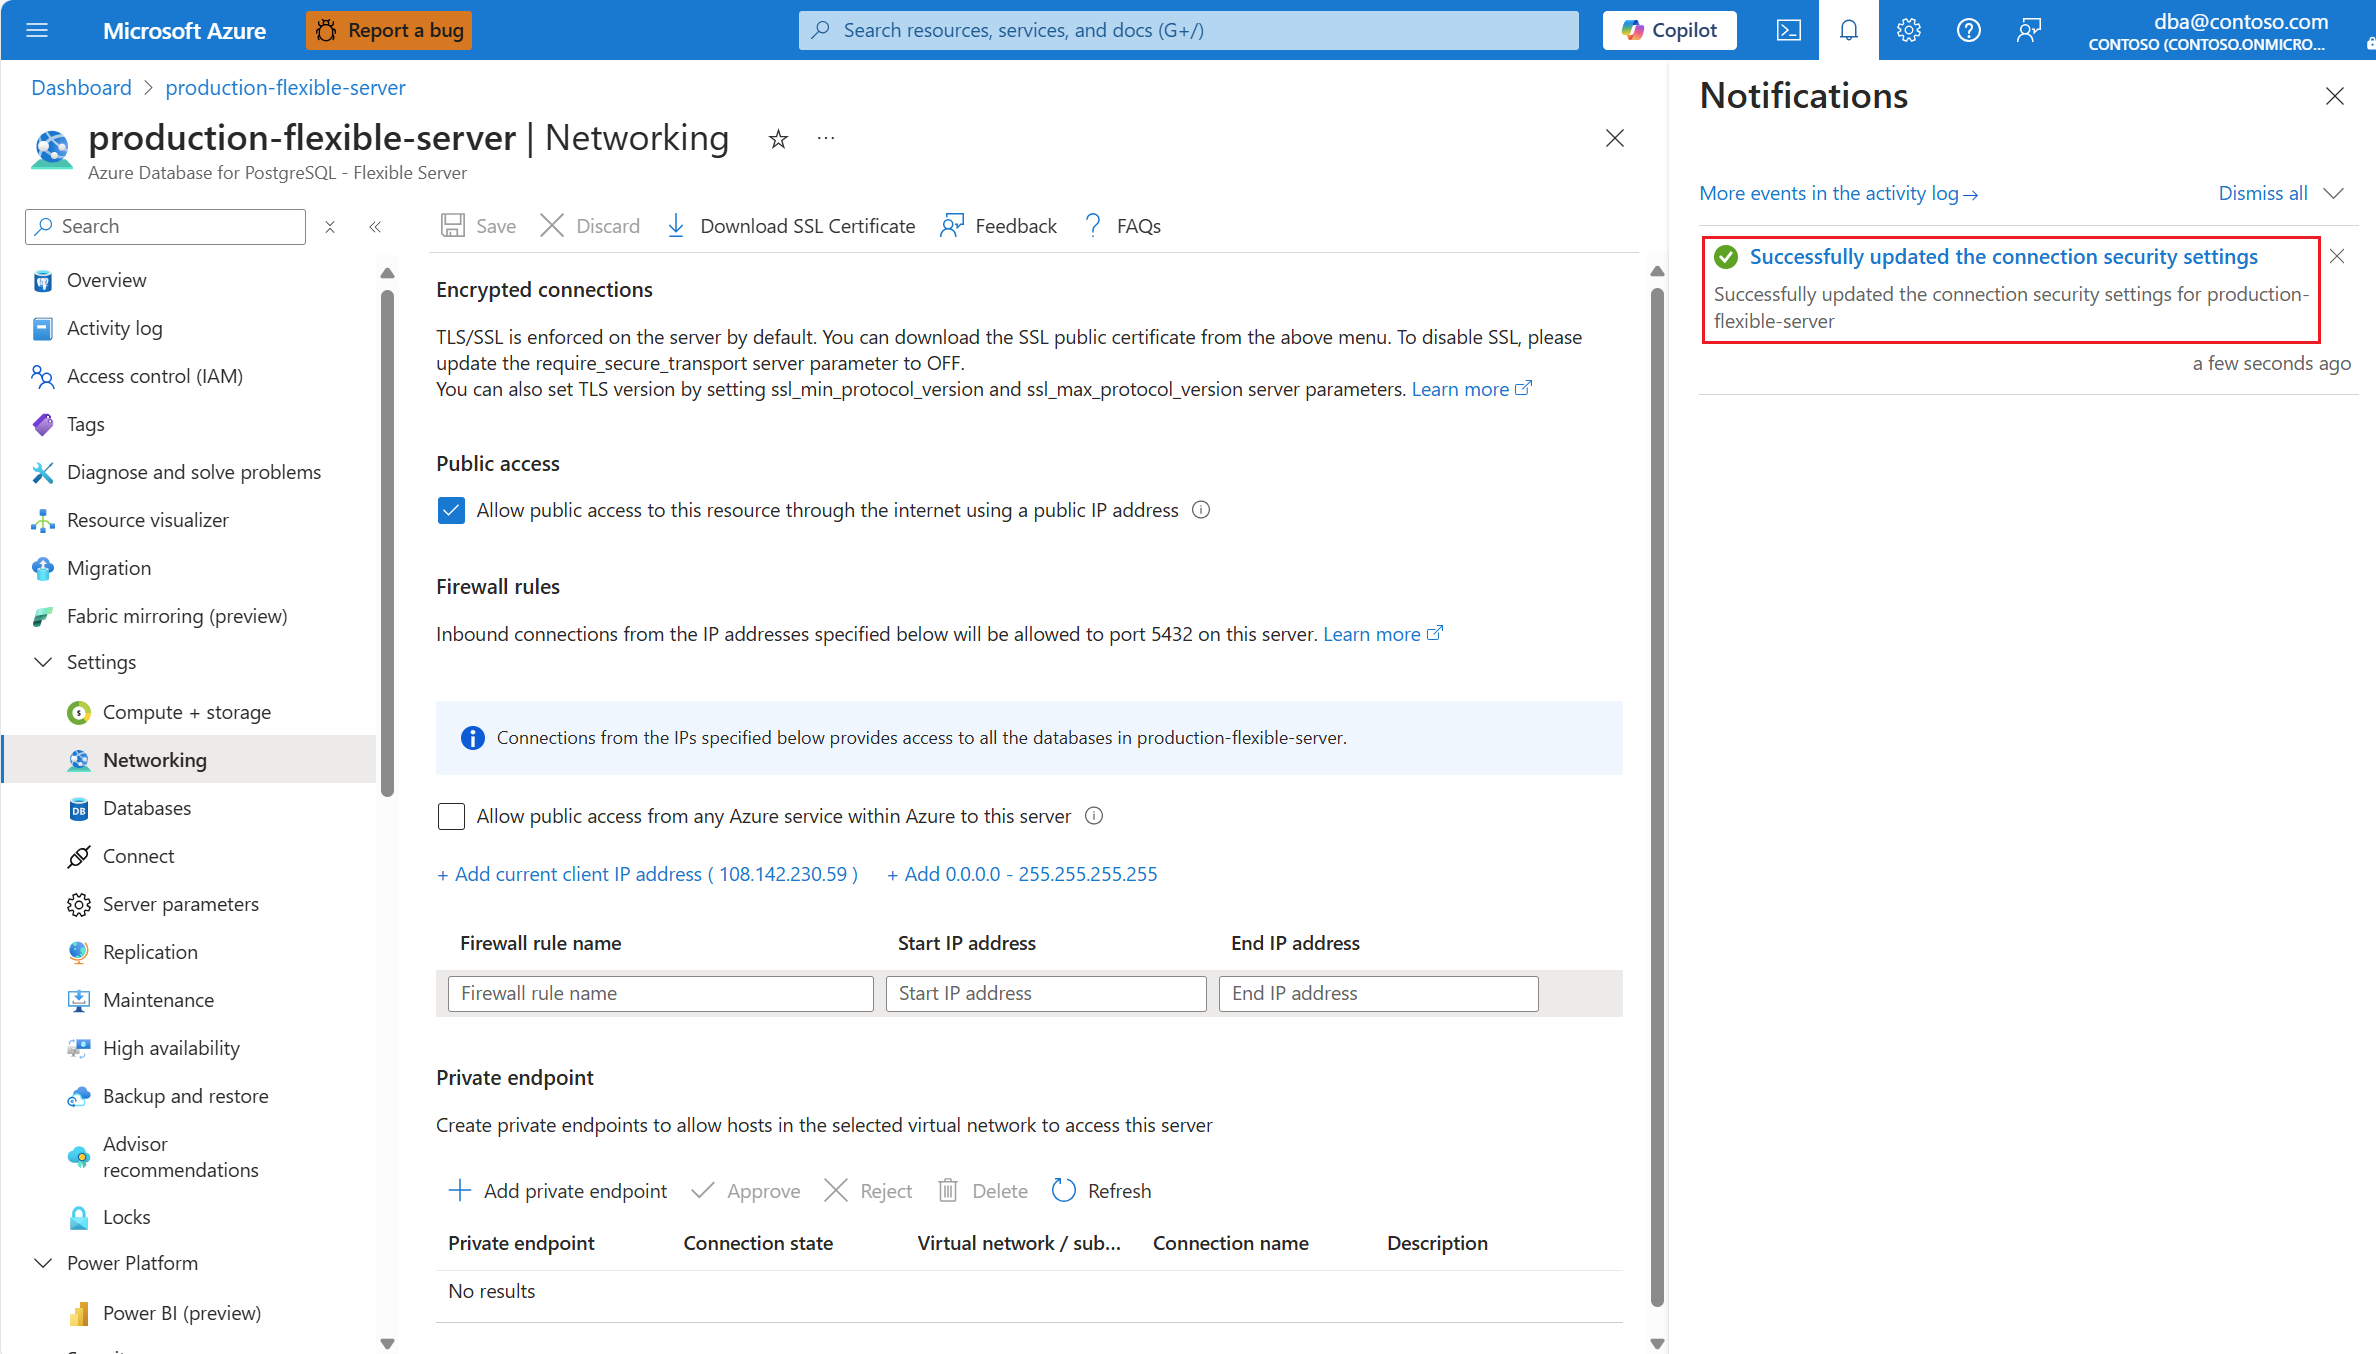 Microsoft Azure
Report a bug
Search resources, services, and docs (G+/)
Copilot
dba@contoso.com
CONTOSO (CONTOSO.ONMICRO...
Dashboard > production-flexible-server
production-flexible-server | Networking
Azure Database for PostgreSQL - Flexible Server
Search
Overview
Activity log
Access control (IAM)
Tags
Diagnose and solve problems
Resource visualizer
Migration
Fabric mirroring (preview)
Settings
Compute + storage
Networking
Databases
Connect
Server parameters
Replication
Maintenance
High availability
Backup and restore
Advisor
recommendations
Locks
Power Platform
Power BI (preview)
Save Discard Download SSL Certificate Feedback FAQs
Encrypted connections
TLS/SSL is enforced on the server by default. You can download the SSL public certificate from the above menu. To disable SSL, please
update the require_secure_transport server parameter to OFF.
You can also set TLS version by setting ssl_min_protocol_version and ssl_max_protocol_version server parameters. Learn more
Public access
Allow public access to this resource through the internet using a public IP address
Firewall rules
Inbound connections from the IP addresses specified below will be allowed to port 5432 on this server. Learn more
Connections from the IPs specified below provides access to all the databases in production-flexible-server.
Allow public access from any Azure service within Azure to this server
+ Add current client IP address ( 108.142.230.59 ) + Add 0.0.0.0 - 255.255.255.255
Firewall rule name Start IP address End IP address
Firewall rule name Start IP address End IP address
Private endpoint
Create private endpoints to allow hosts in the selected virtual network to access this server
Add private endpoint Approve Reject Delete Refresh
Private endpoint Connection state Virtual network / sub... Connection name Description
No results
Notifications
More events in the activity log →
Dismiss all
Successfully updated the connection security settings
Successfully updated the connection security settings for production-
flexible-server
a few seconds ago